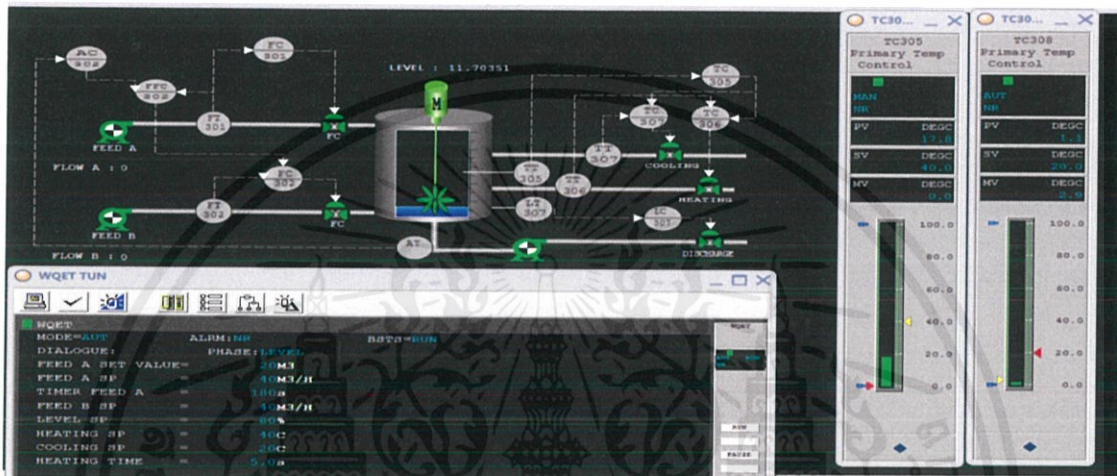 AC
302
FFC
302
FC
301
FT
301
FEED A
FLOW A : 0
FC
FC
302
FT
302
FEED B
FLOW B : 0
FC
LEVEL : 11.70351
M
TC
305
TC
307
TC
306
TT
307
COOLING
TT
305
TT
306
HEATING
LT
307
LC
DISCHARGE
AT
TC30...
TC305
Primary Temp
Control
MAN
NR
PV DEGC
17.8
SV DEGC
40.0
MV DEGC
0.0
100.0
80.0
60.0
40.0
20.0
0.0
TC30...
TC308
Primary Temp
Control
AUT
NR
PV DEGC
1.1
SV DEGC
20.0
MV DEGC
2.9
100.0
80.0
60.0
40.0
20.0
0.0
WQET TUN
WQET
MODE=AUT ALRM:NR BSTS=RUN
DIALOGUE: PHASE:LEVEL
FEED A SET VALUE= 20M3
FEED A SP = 40M3/H
TIMER FEED A = 180s
FEED B SP = 40M3/H
LEVEL SP = 60%
HEATING SP = 40C
COOLING SP = 20C
HEATING TIME = 5.0s
WQET
RUN
PAUSE